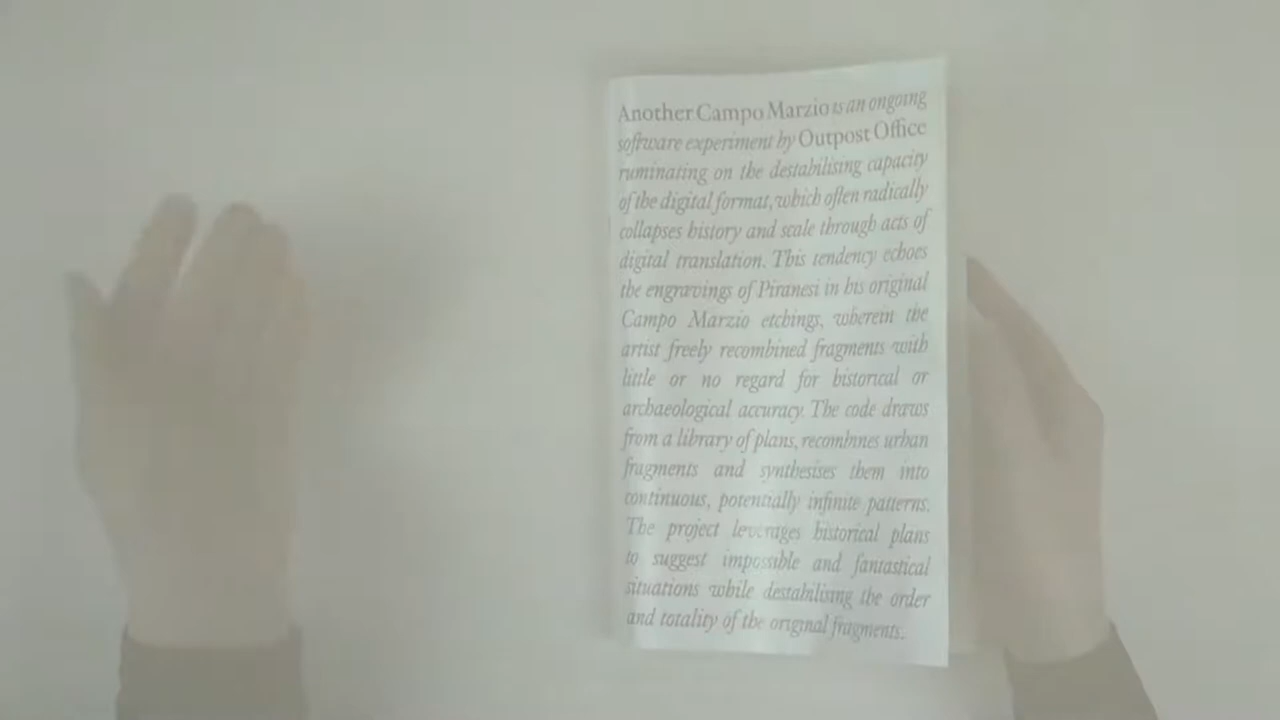 Another Campo Marzio is an ongoing
software experiment by Outpost Office
ruminating on the destabilising capacity
of the digital format, which often radically
collapses history and scale through acts of
digital translation. This tendency echoes
the engravings of Piranesi in his original
Campo Marzio etchings, wherein the
artist freely recombined fragments with
little or no regard for historical or
archaeological accuracy. The code draws
from a library of plans, recombines urban
fragments and synthesises them into
continuous, potentially infinite patterns.
The project leverages historical plans
to suggest impossible and fantastical
situations while destabilising the order
and totality of the original fragments.